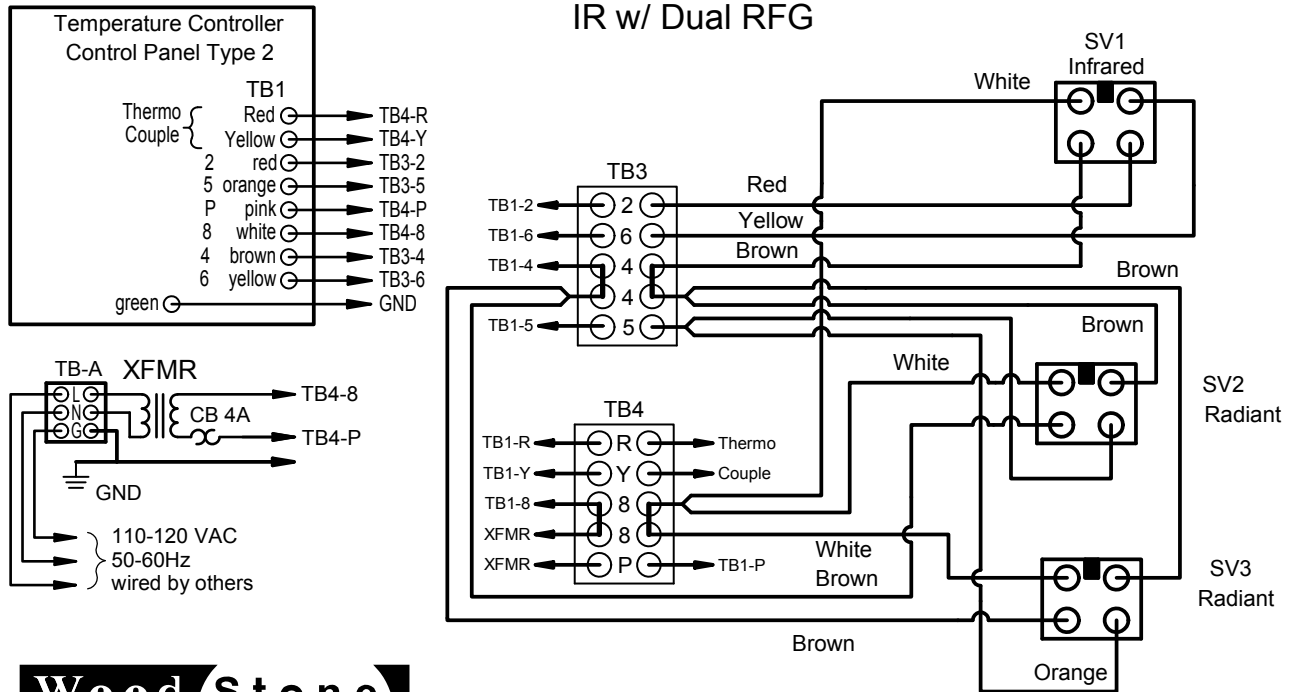 IR w/ Dual RFG
Temperature Controller
Control Panel Type 2
TB1
Thermo
Couple
Red TB4-R
Yellow TB4-Y
2 red TB3-2
5 orange TB3-5
P pink TB4-P
8 white TB4-8
4 brown TB3-4
6 yellow TB3-6
green GND
TB-A XFMR
L
N
G
TB4-8
CB 4A
TB4-P
GND
110-120 VAC
50-60Hz
wired by others
SV1
Infrared
White
TB3
TB1-2 2 Red
TB1-6 6 Yellow
TB1-4 4 Brown
4
TB1-5 5
Brown
Brown
White
SV2
Radiant
TB4
TB1-R R Thermo
TB1-Y Y Couple
TB1-8 8
XFMR 8
XFMR P TB1-P
White
Brown
SV3
Radiant
Brown
Orange
Wood Stone